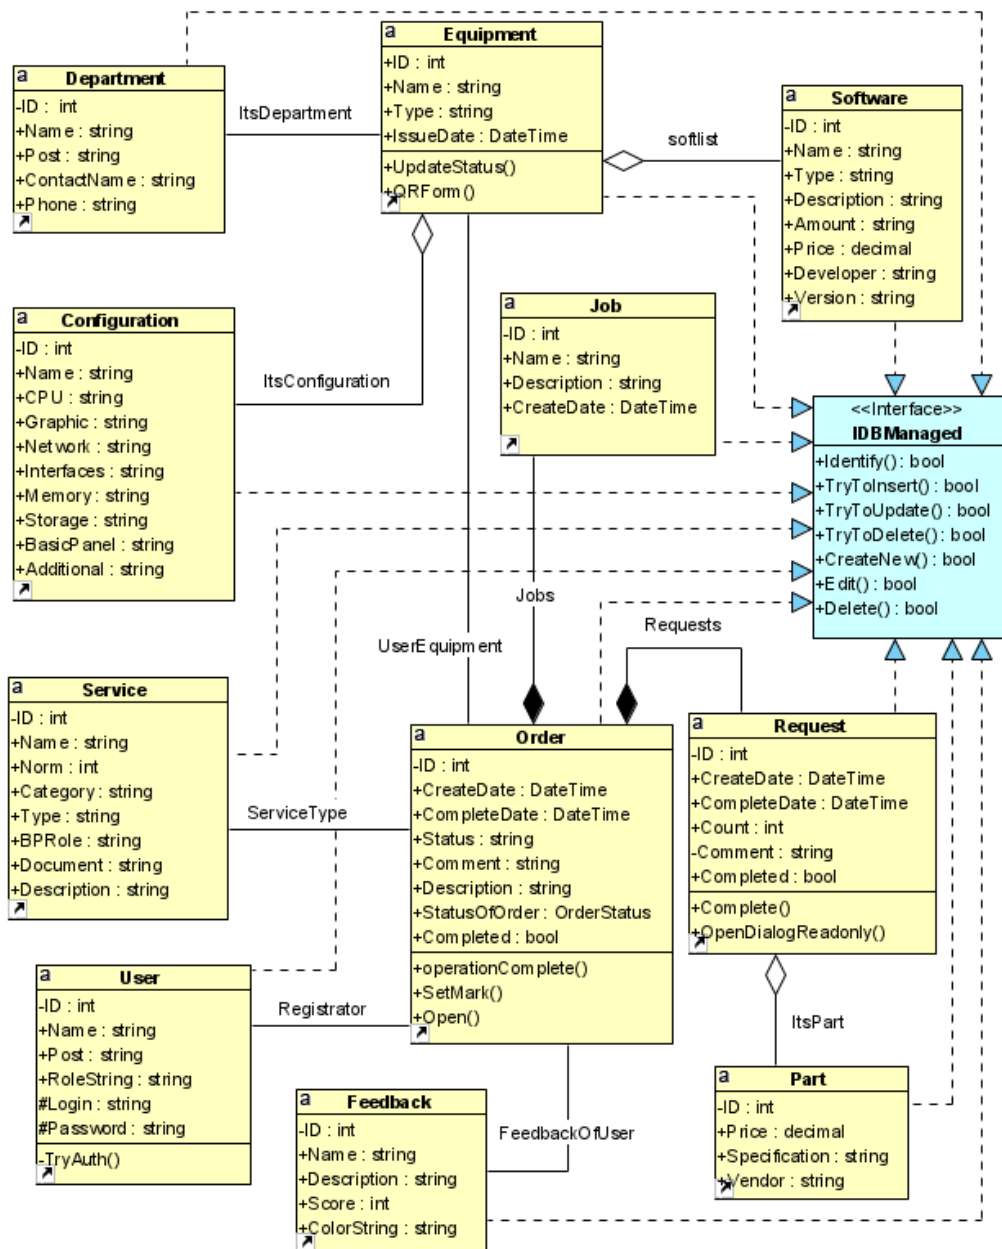 a
Equipment
+ID : int
+Name : string
+Type : string
+IssueDate : DateTime
+UpdateStatus()
+QRForm()
a
Department
-ID : int
+Name : string
+Post : string
+ContactName : string
+Phone : string
ItsDepartment
a
Software
-ID : int
+Name : string
+Type : string
+Description : string
+Amount : string
+Price : decimal
+Developer : string
+Version : string
softlist
a
Configuration
-ID : int
+Name : string
+CPU : string
+Graphic : string
+Network : string
+Interfaces : string
+Memory : string
+Storage : string
+BasicPanel : string
+Additional : string
ItsConfiguration
a
Job
-ID : int
+Name : string
+Description : string
+CreateDate : DateTime
<<Interface>>
IDBManaged
+Identify() : bool
+TryToInsert() : bool
+TryToUpdate() : bool
+TryToDelete() : bool
+CreateNew() : bool
+Edit() : bool
+Delete() : bool
Jobs
Requests
UserEquipment
a
Service
-ID : int
+Name : string
+Norm : int
+Category : string
+Type : string
+BPRole : string
+Document : string
+Description : string
ServiceType
a
Order
-ID : int
+CreateDate : DateTime
+CompleteDate : DateTime
+Status : string
+Comment : string
+Description : string
+StatusOfOrder : OrderStatus
+Completed : bool
+operationComplete()
+SetMark()
+Open()
a
Request
-ID : int
+CreateDate : DateTime
+CompleteDate : DateTime
+Count : int
-Comment : string
+Completed : bool
+Complete()
+OpenDialogReadonly()
a
User
-ID : int
+Name : string
+Post : string
+RoleString : string
#Login : string
#Password : string
-TryAuth()
Registrator
ItsPart
a
Feedback
-ID : int
+Name : string
+Description : string
+Score : int
+ColorString : string
FeedbackOfUser
a
Part
-ID : int
+Price : decimal
+Specification : string
+Vendor : string